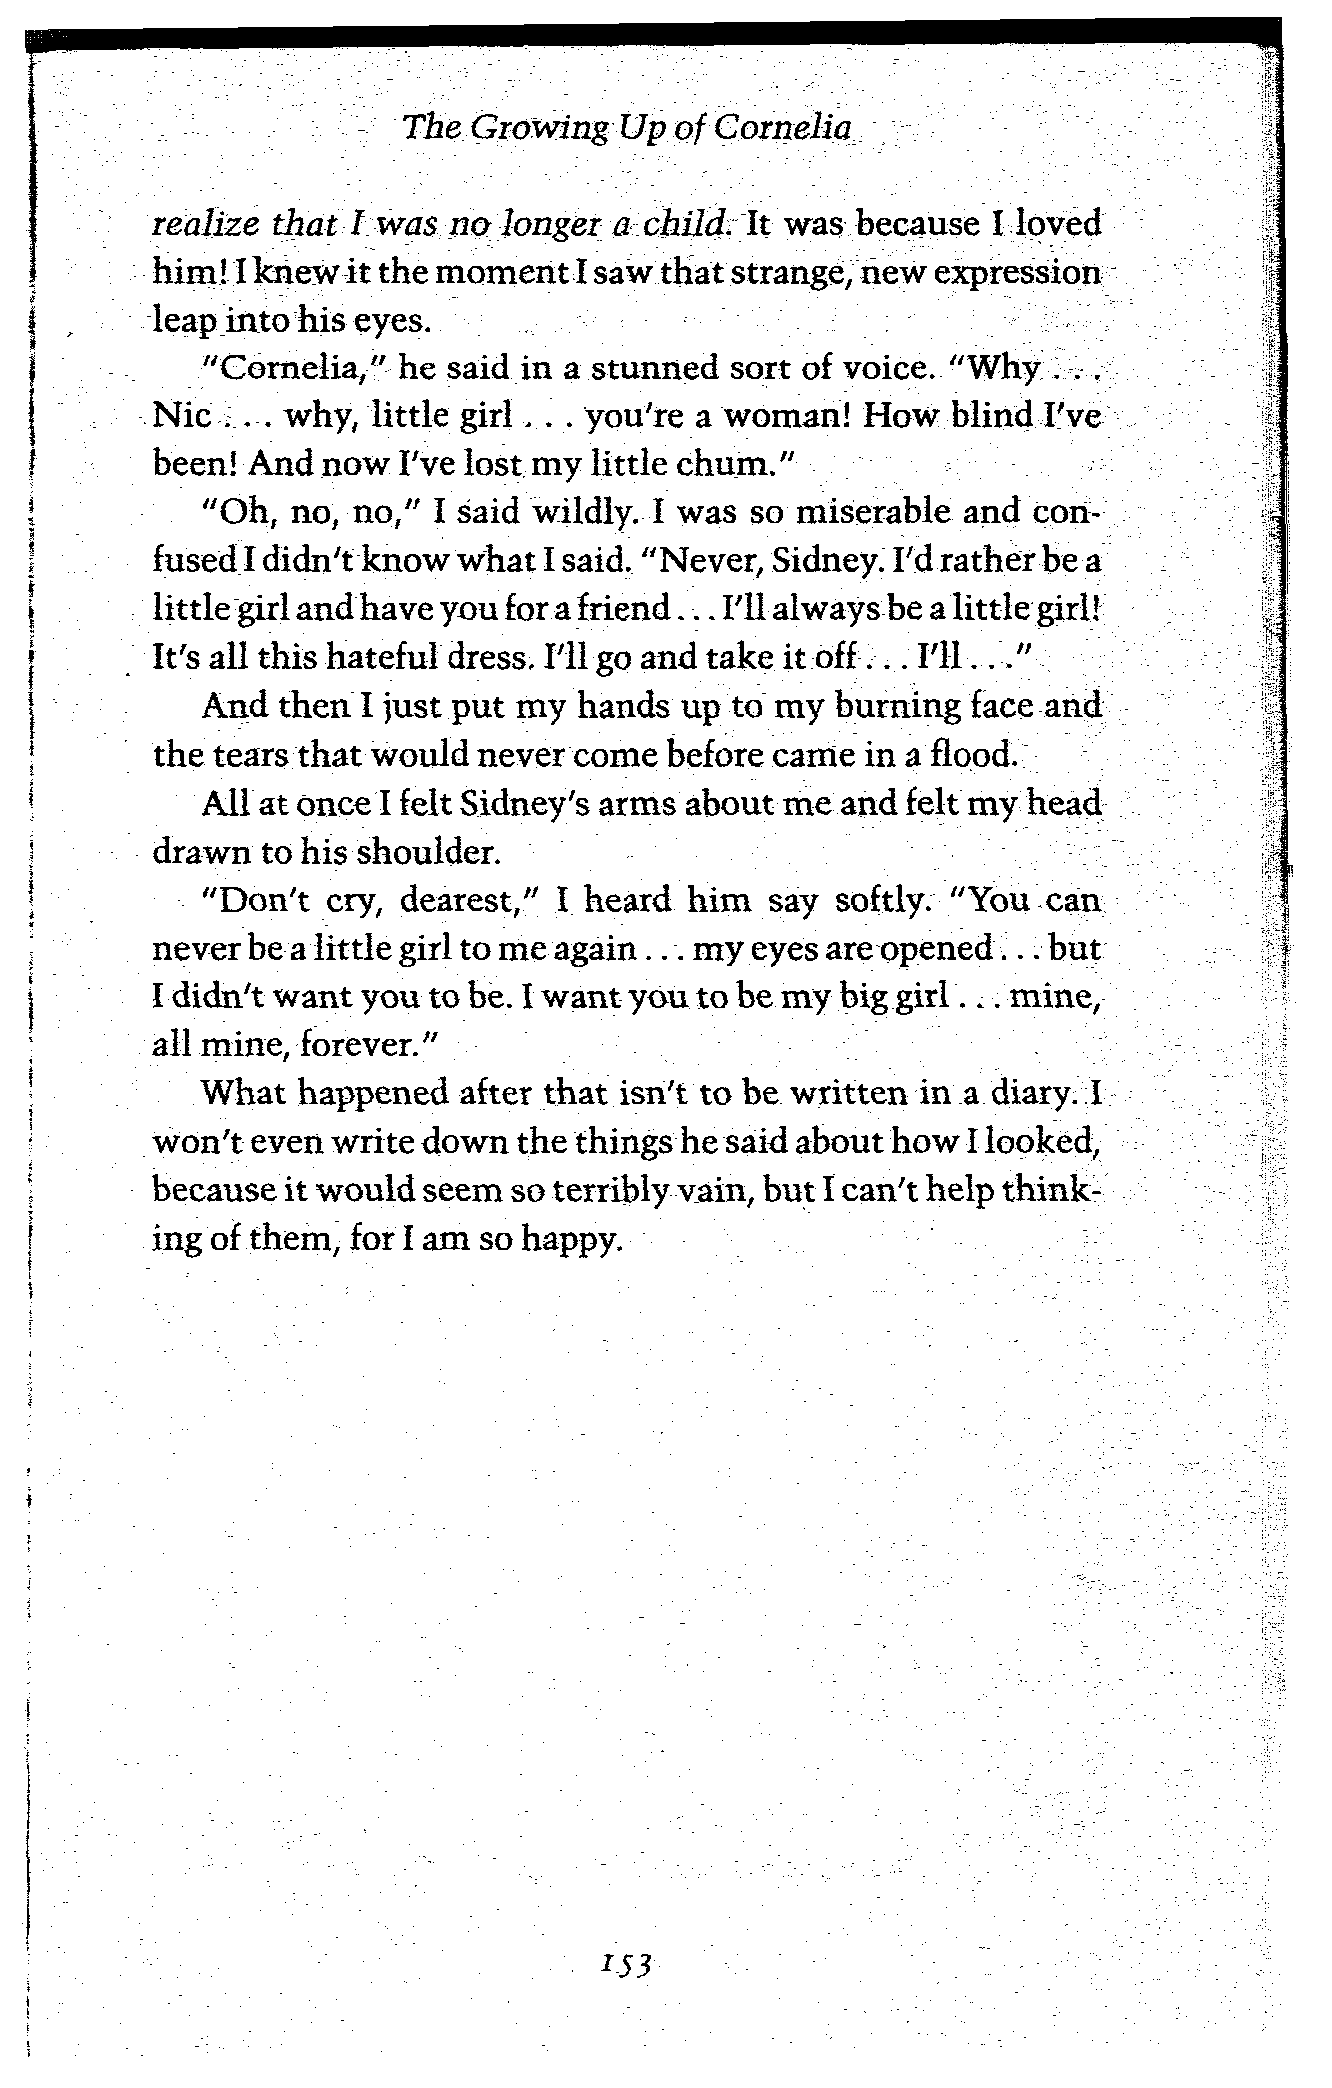 The Growing Up of Cornelia
realize that I was no longer a child. It was because I loved
him! I knew it the moment I saw that strange, new expression
leap into his eyes.
"Cornelia," he said in a stunned sort of voice. "Why . . .
Nic . . . why, little girl . . . you're a woman! How blind I've
been! And now I've lost my little chum."
"Oh, no, no," I said wildly. I was so miserable and con-
fused I didn't know what I said. "Never, Sidney. I'd rather be a
little girl and have you for a friend . . . I'll always be a little girl!
It's all this hateful dress. I'll go and take it off . . . I'll . . ."
And then I just put my hands up to my burning face and
the tears that would never come before came in a flood.
All at once I felt Sidney's arms about me and felt my head
drawn to his shoulder.
"Don't cry, dearest," I heard him say softly. "You can
never be a little girl to me again . . . my eyes are opened . . . but
I didn't want you to be. I want you to be my big girl . . . mine,
all mine, forever."
What happened after that isn't to be written in a diary. I
won't even write down the things he said about how I looked,
because it would seem so terribly vain, but I can't help think-
ing of them, for I am so happy.
153